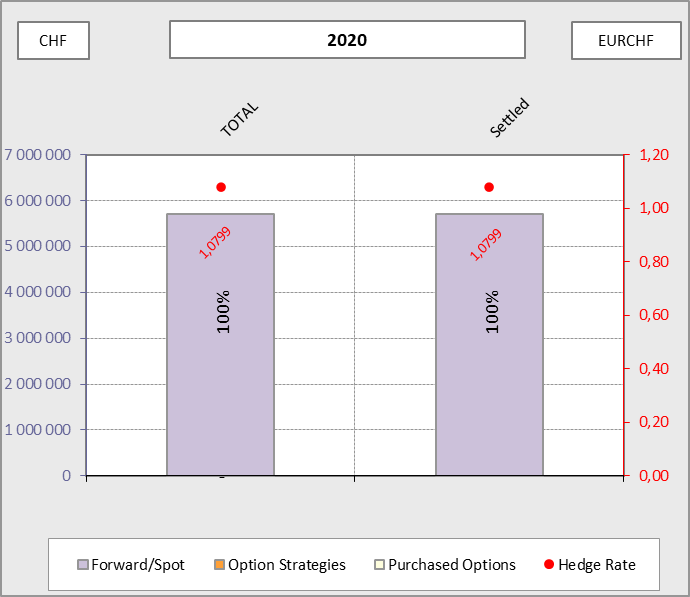 CHF
2020
EURCHF
TOTAL
Settled
7 000 000
6 000 000
5 000 000
4 000 000
3 000 000
2 000 000
1 000 000
0
1,0799
100%
1,0799
100%
1,20
1,00
0,80
0,60
0,40
0,20
0,00
-
Forward/Spot
Option Strategies
Purchased Options
Hedge Rate